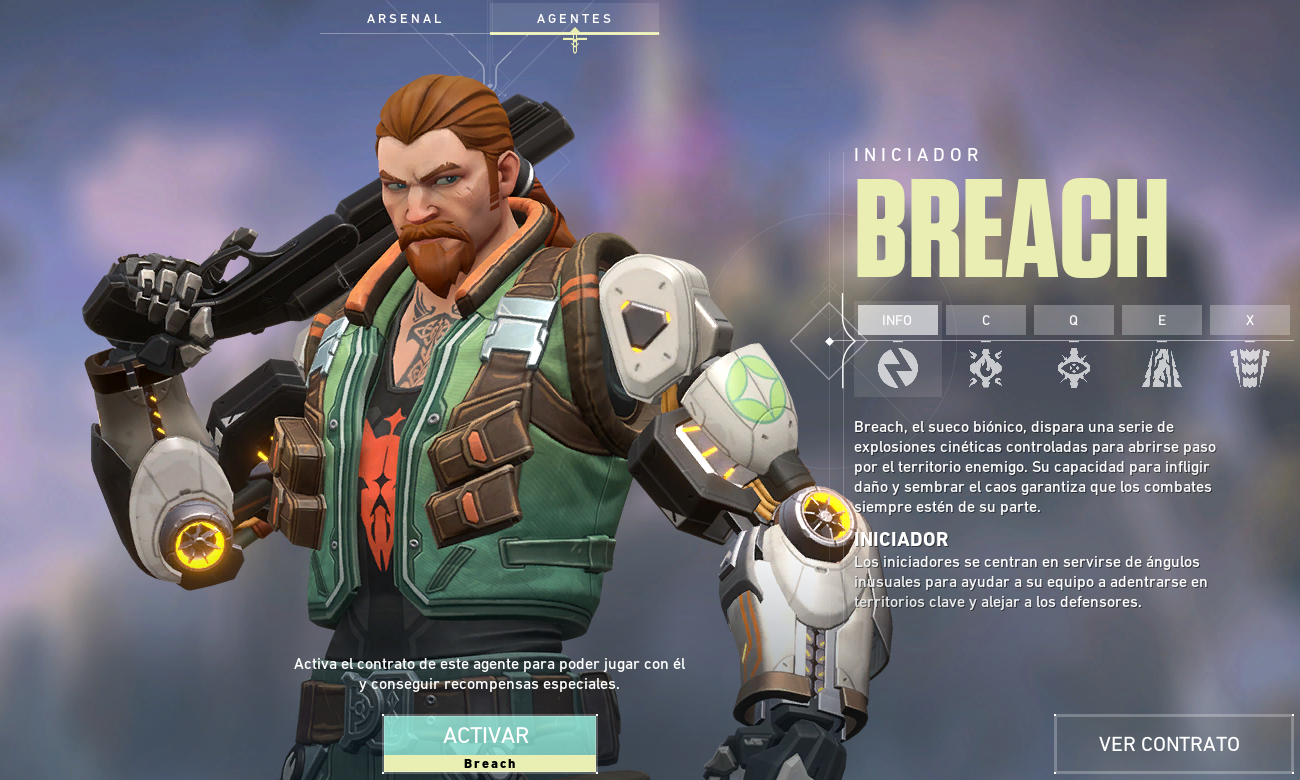 ARSENAL
AGENTES
INICIADOR
BREACH
INFO
C
Q
E
X
Breach, el sueco biónico, dispara una serie de
explosiones cinéticas controladas para abrirse paso
por el territorio enemigo. Su capacidad para infligir
daño y sembrar el caos garantiza que los combates
siempre estén de su parte.
INICIADOR
Los iniciadores se centran en servirse de ángulos
inusuales para ayudar a su equipo a adentrarse en
territorios clave y alejar a los defensores.
Activa el contrato de este agente para poder jugar con él
y conseguir recompensas especiales.
ACTIVAR
Breach
VER CONTRATO